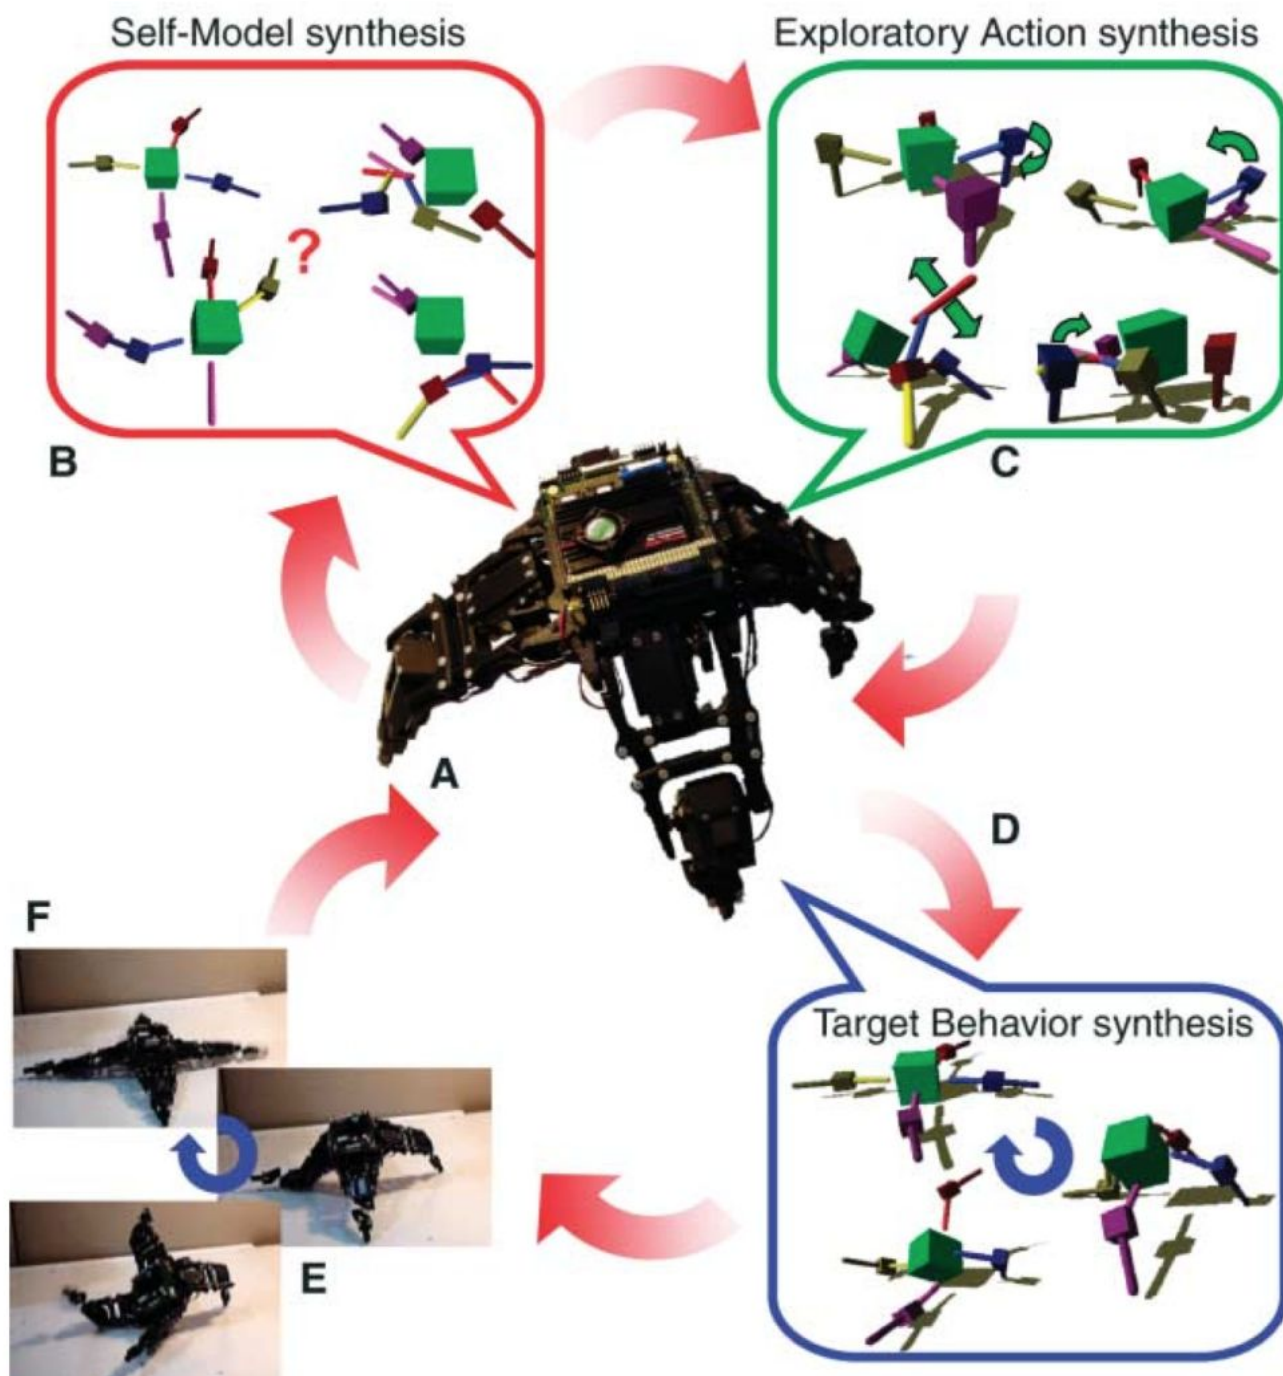 Self-Model synthesis
Exploratory Action synthesis
?
B
C
A
D
F
Target Behavior synthesis
E